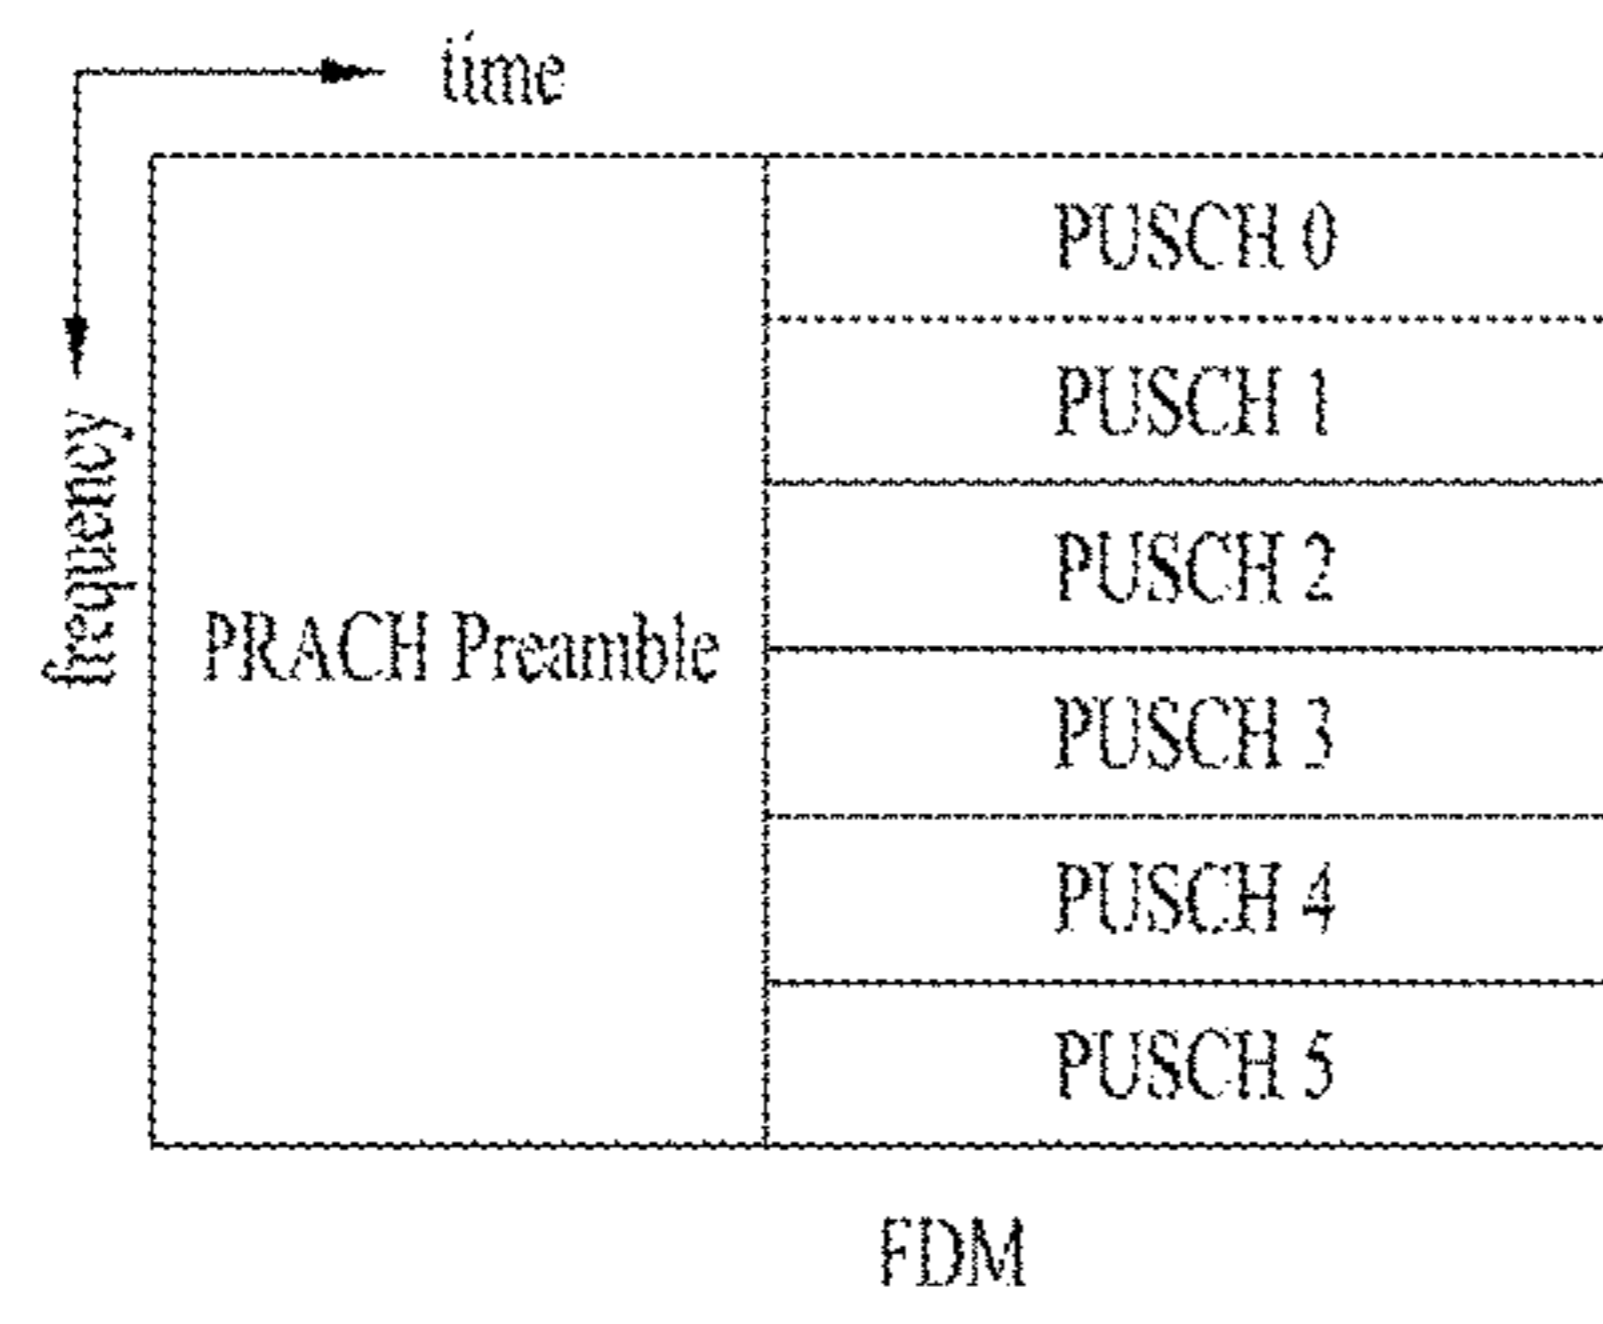 time
frequency
PRACH Preamble
PUSCH 0
PUSCH 1
PUSCH 2
PUSCH 3
PUSCH 4
PUSCH 5
FDM